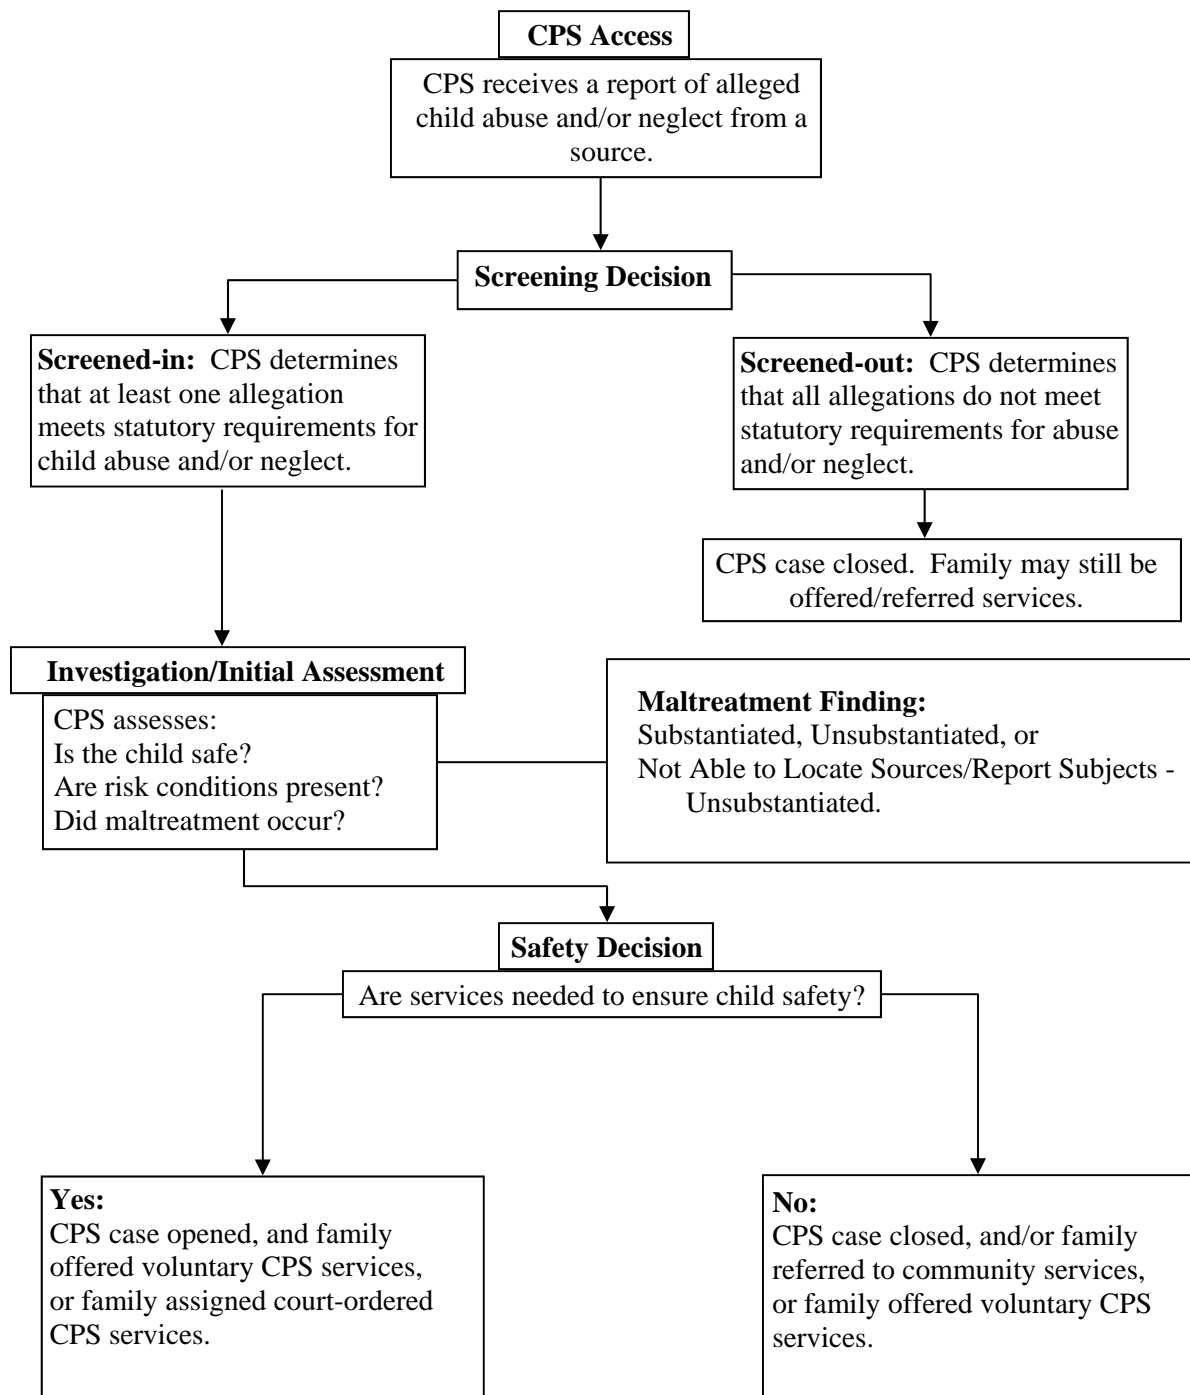 CPS Access
CPS receives a report of alleged
child abuse and/or neglect from a
source.
Screening Decision
Screened-in:  CPS determines
that at least one allegation
meets statutory requirements for
child abuse and/or neglect.
Screened-out:  CPS determines
that all allegations do not meet
statutory requirements for abuse
and/or neglect.
CPS case closed.  Family may still be
offered/referred services.
Investigation/Initial Assessment
CPS assesses:
Is the child safe?
Are risk conditions present?
Did maltreatment occur?
Maltreatment Finding:
Substantiated, Unsubstantiated, or
Not Able to Locate Sources/Report Subjects -
Unsubstantiated.
Safety Decision
Are services needed to ensure child safety?
Yes:
CPS case opened, and family
offered voluntary CPS services,
or family assigned court-ordered
CPS services.
No:
CPS case closed, and/or family
referred to community services,
or family offered voluntary CPS
services.